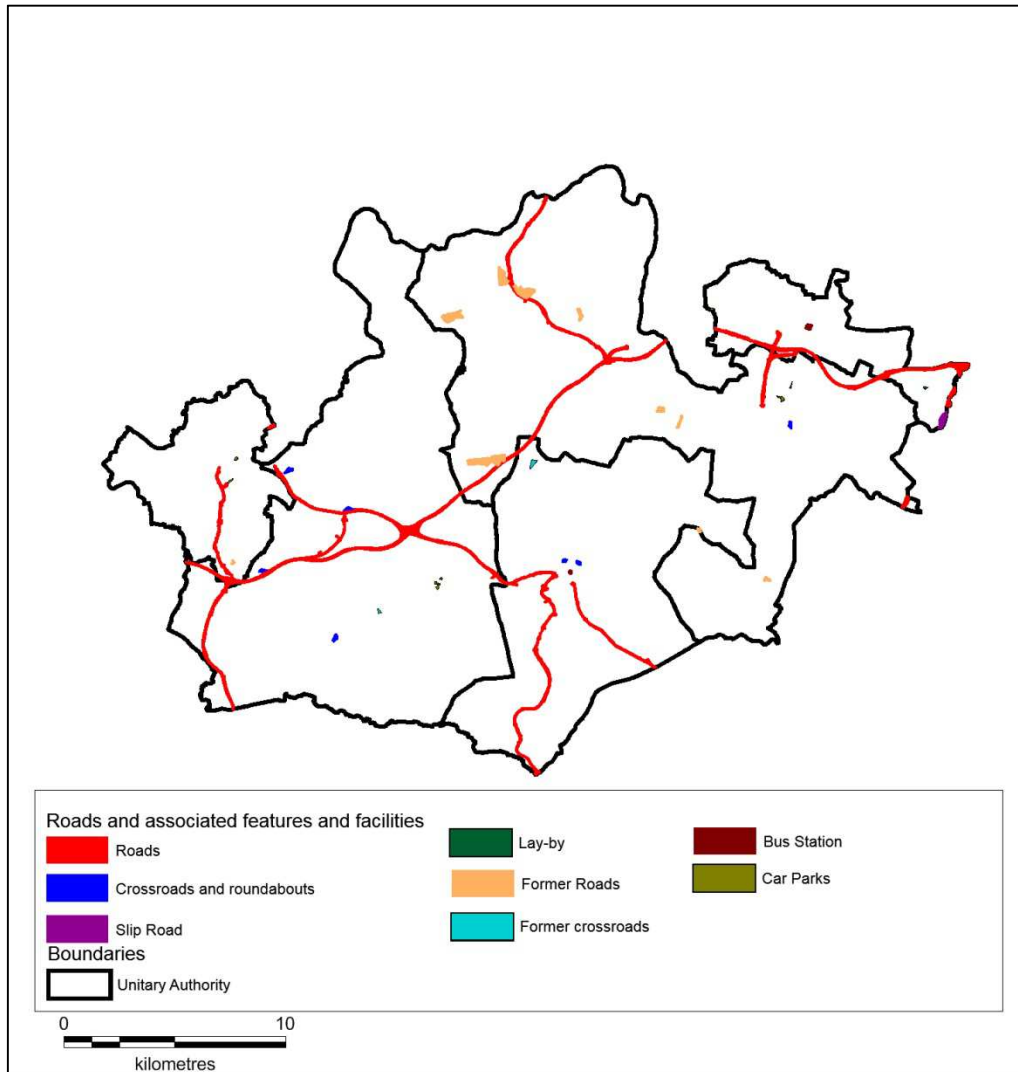 Roads and associated features and facilities
Roads
Crossroads and roundabouts
Slip Road
Lay-by
Former Roads
Former crossroads
Bus Station
Car Parks
Boundaries
Unitary Authority
0 10
kilometres